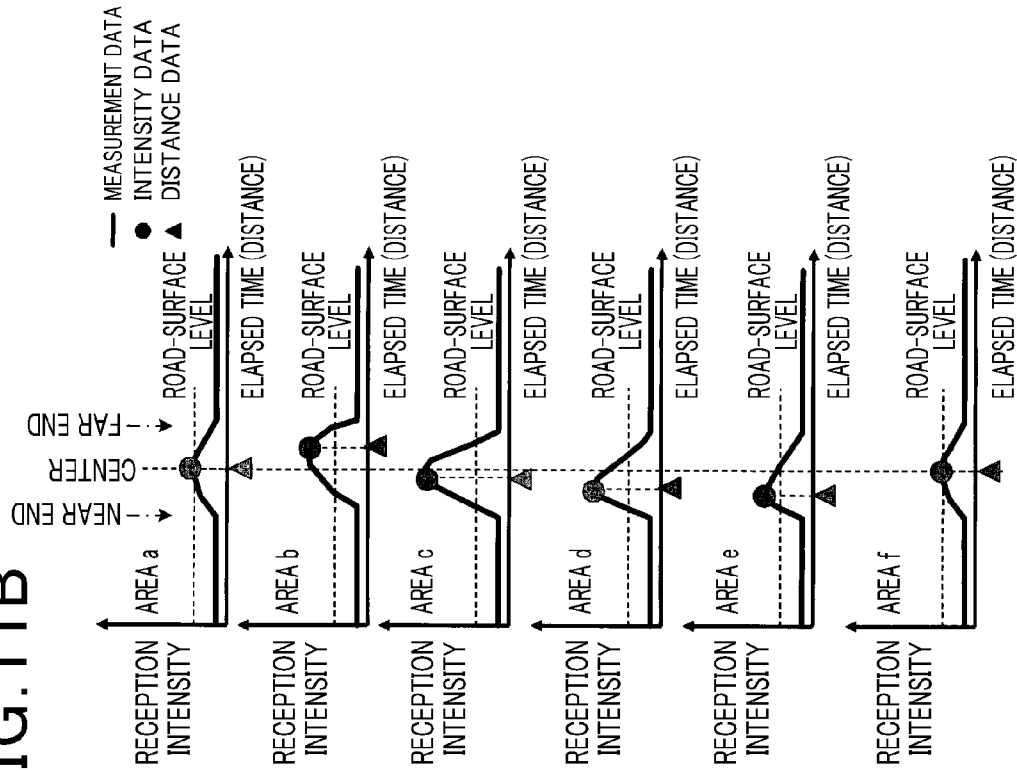 IG. 11B
NEAR END
CENTER
FAR END
MEASUREMENT DATA
INTENSITY DATA
DISTANCE DATA
RECEPTION
INTENSITY
AREA a
ROAD-SURFACE
LEVEL
ELAPSED TIME (DISTANCE)
RECEPTION
INTENSITY
AREA b
ROAD-SURFACE
LEVEL
ELAPSED TIME (DISTANCE)
RECEPTION
INTENSITY
AREA c
ROAD-SURFACE
LEVEL
ELAPSED TIME (DISTANCE)
RECEPTION
INTENSITY
AREA d
ROAD-SURFACE
LEVEL
ELAPSED TIME (DISTANCE)
RECEPTION
INTENSITY
AREA e
ROAD-SURFACE
LEVEL
ELAPSED TIME (DISTANCE)
RECEPTION
INTENSITY
AREA f
ROAD-SURFACE
LEVEL
ELAPSED TIME (DISTANCE)